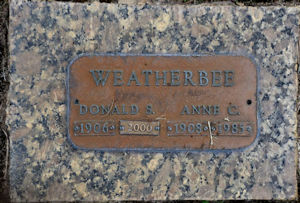 WEATHERBEE
DONALD S. ANNE C.
1906 2000 1908 1985